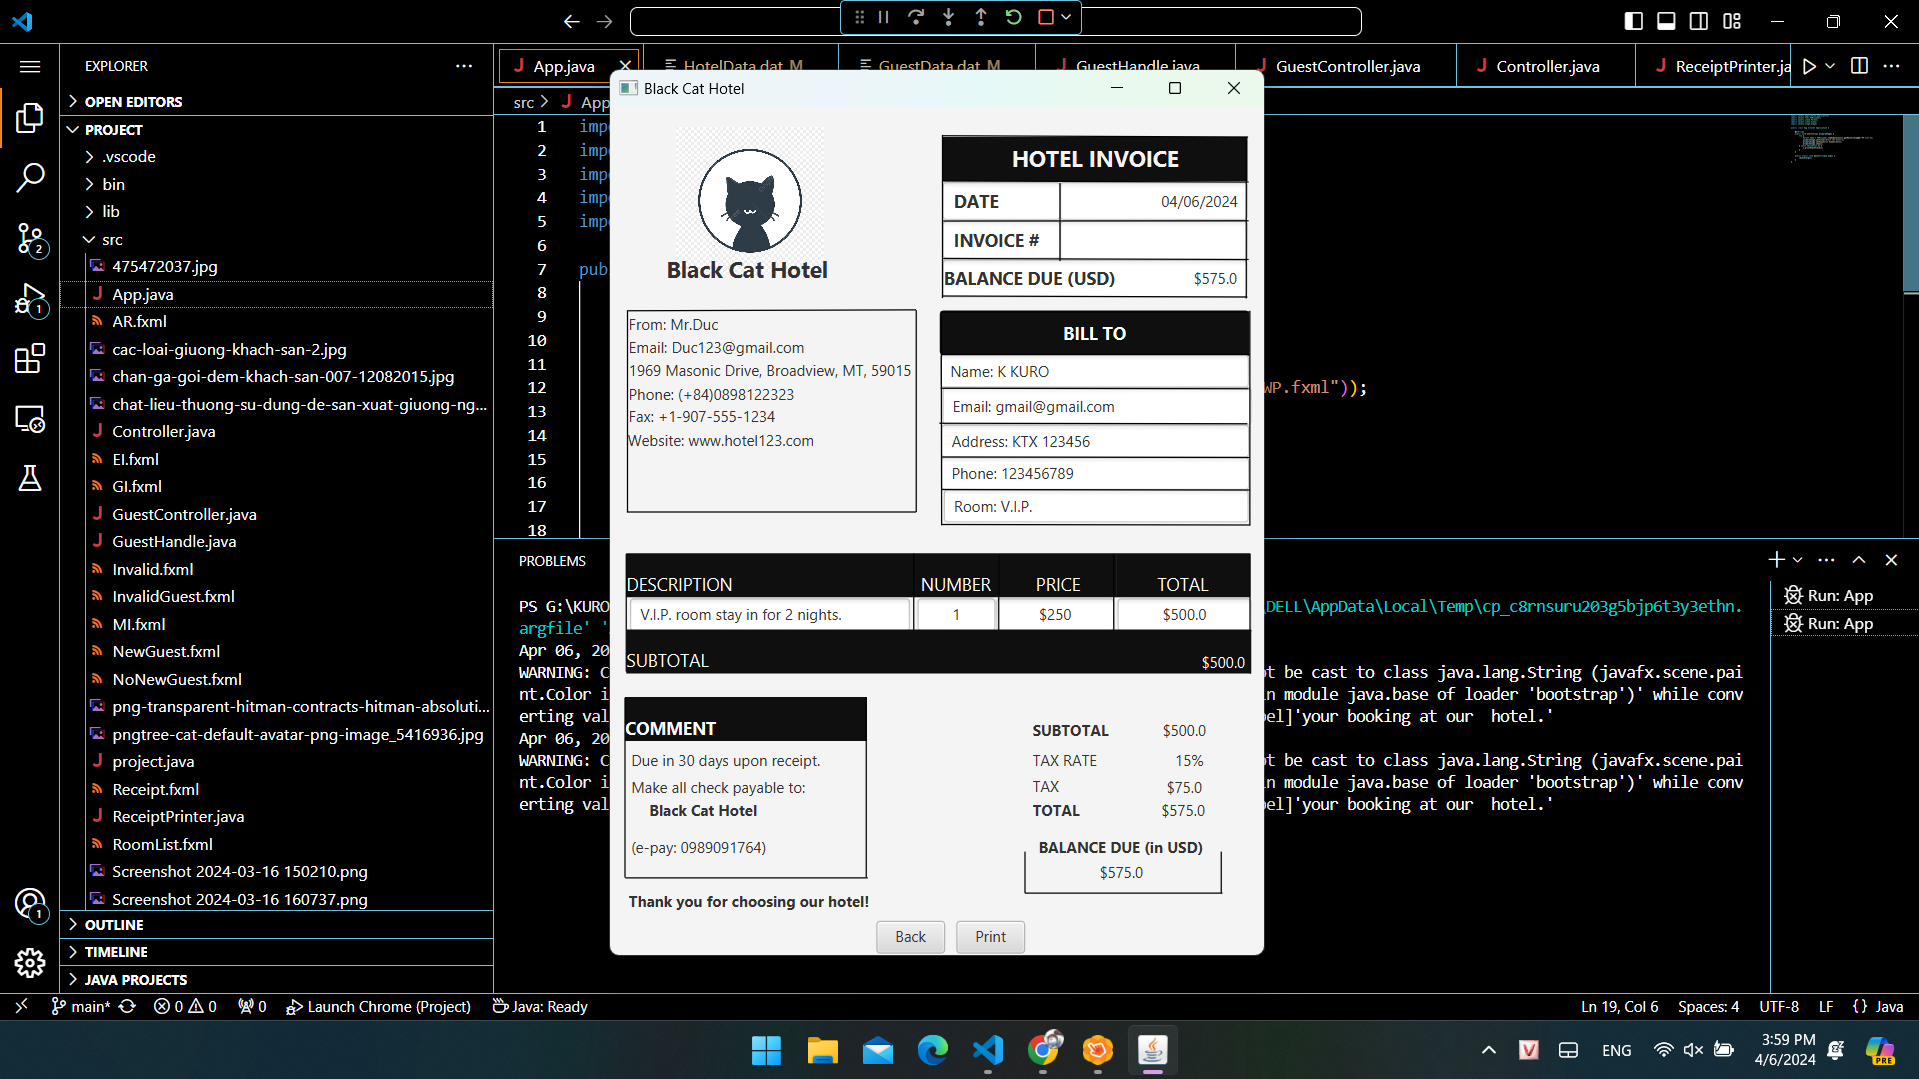 EXPLORER
OPEN EDITORS
PROJECT
.vscode
bin
lib
src
475472037.jpg
App.java
AR.fxml
cac-loai-giuong-khach-san-2.jpg
chan-ga-goi-dem-khach-san-007-12082015.jpg
chat-lieu-thuong-su-dung-de-san-xuat-giuong-ng...
Controller.java
EI.fxml
GI.fxml
GuestController.java
GuestHandle.java
Invalid.fxml
InvalidGuest.fxml
MI.fxml
NewGuest.fxml
NoNewGuest.fxml
png-transparent-hitman-contracts-hitman-absoluti...
pngtree-cat-default-avatar-png-image_5416936.jpg
project.java
Receipt.fxml
ReceiptPrinter.java
RoomList.fxml
Screenshot 2024-03-16 150210.png
Screenshot 2024-03-16 160737.png
OUTLINE
TIMELINE
JAVA PROJECTS
2
1
1
App.java
HotelData.dat M
GuestData.dat M
GuestHandle.java
GuestController.java
Controller.java
ReceiptPrinter.ja
src > App
1 impo
2 impo
3 impo
4 impo
5 impo
6
7 pub
8
9
10
11
12 WP.fxml"));
13
14
15
16
17
18
Black Cat Hotel
Black Cat Hotel
HOTEL INVOICE
DATE 04/06/2024
INVOICE #
BALANCE DUE (USD) $575.0
From: Mr.Duc
Email: Duc123@gmail.com
1969 Masonic Drive, Broadview, MT, 59015
Phone: (+84)0898122323
Fax: +1-907-555-1234
Website: www.hotel123.com
BILL TO
Name: K KURO
Email: gmail@gmail.com
Address: KTX 123456
Phone: 123456789
Room: V.I.P.
DESCRIPTION NUMBER PRICE TOTAL
V.I.P. room stay in for 2 nights. 1 $250 $500.0
SUBTOTAL $500.0
COMMENT
Due in 30 days upon receipt.
Make all check payable to:
Black Cat Hotel
(e-pay: 0989091764)
SUBTOTAL $500.0
TAX RATE 15%
TAX $75.0
TOTAL $575.0
BALANCE DUE (in USD)
$575.0
Thank you for choosing our hotel!
Back Print
PROBLEMS
PS G:\KURO \DELL\AppData\Local\Temp\cp_c8rnsuru203g5bjp6t3y3ethn.
argfile' '
Apr 06, 20
WARNING: C ot be cast to class java.lang.String (javafx.scene.pai
nt.Color i n module java.base of loader 'bootstrap')' while conv
erting val bel]'your booking at our  hotel.'
Apr 06, 20
WARNING: C ot be cast to class java.lang.String (javafx.scene.pai
nt.Color i n module java.base of loader 'bootstrap')' while conv
erting val bel]'your booking at our  hotel.'
Run: App
Run: App
main* 0 0 0 Launch Chrome (Project) Java: Ready
Ln 19, Col 6 Spaces: 4 UTF-8 LF {} Java
ENG
3:59 PM
4/6/2024
PRE